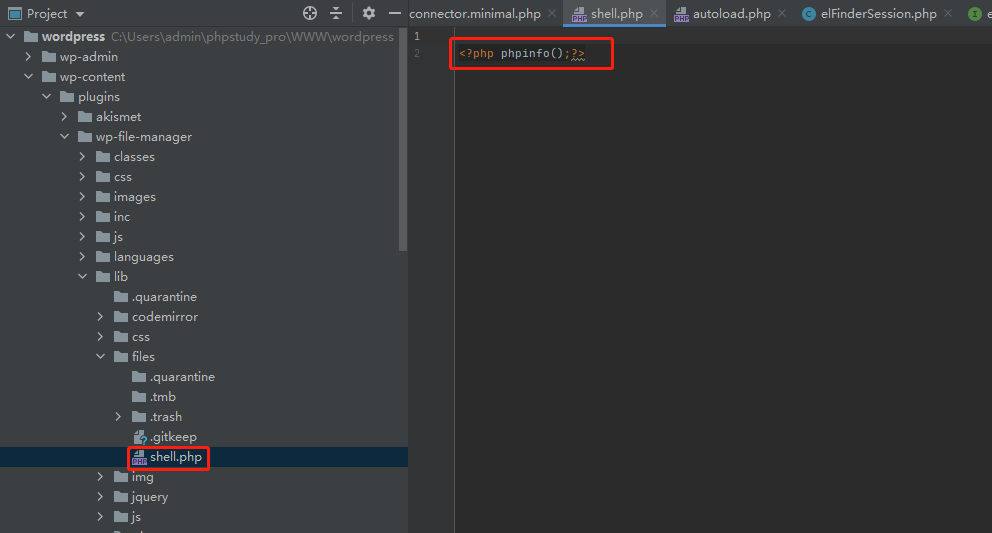 Project
wordpress C:\Users\admin\phpstudy_pro\WWW\wordpress
wp-admin
wp-content
plugins
akismet
wp-file-manager
classes
css
images
inc
js
languages
lib
.quarantine
codemirror
css
files
.quarantine
.tmb
.trash
.gitkeep
shell.php
img
jquery
js
connector.minimal.php shell.php autoload.php elFinderSession.php e
1
2 <?php phpinfo();?>